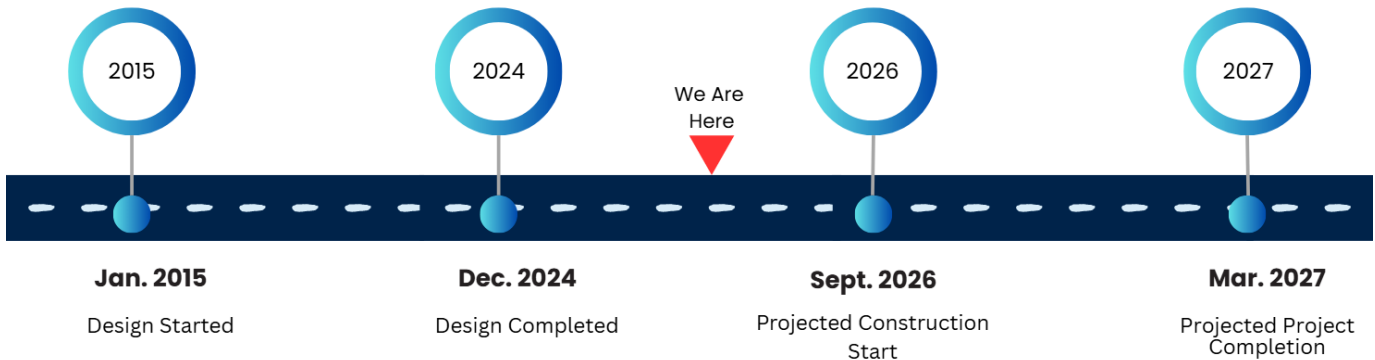 2015
2024
We Are
Here
2026
2027
Jan. 2015
Design Started
Dec. 2024
Design Completed
Sept. 2026
Projected Construction
Start
Mar. 2027
Projected Project
Completion